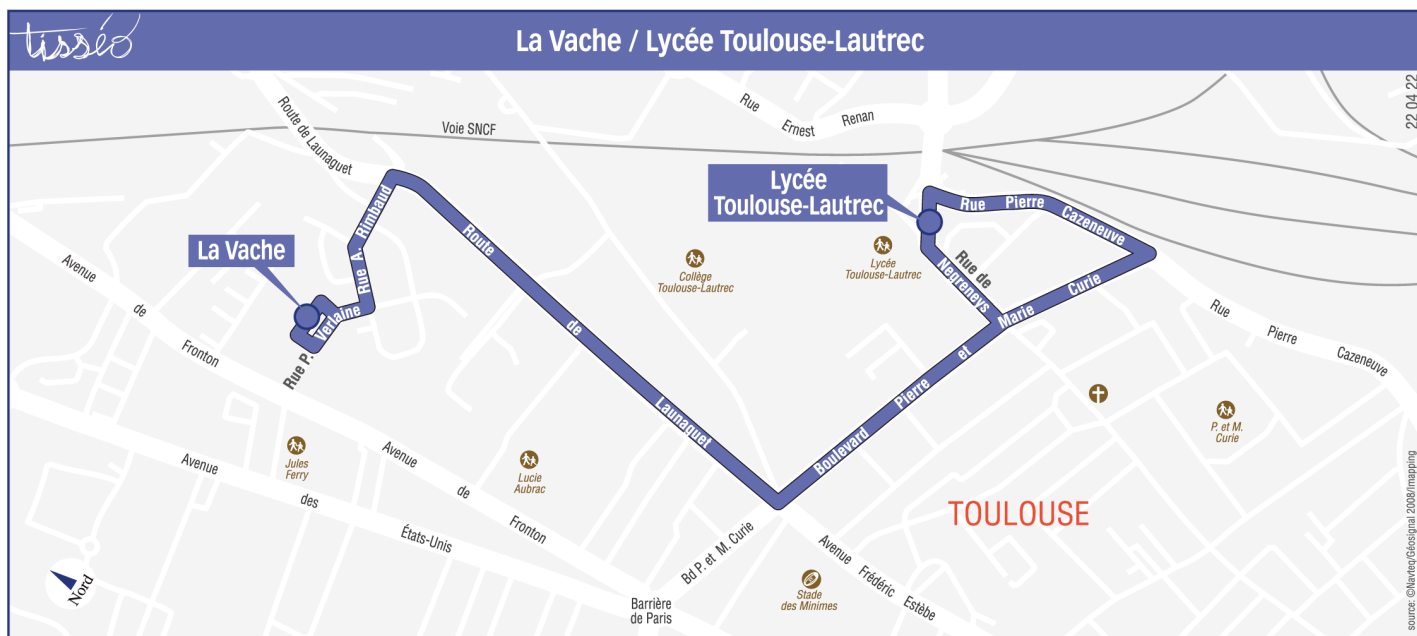 tisséo
La Vache / Lycée Toulouse-Lautrec
22 04 22
Route de Launaguet
Voie SNCF
Rue
Ernest
Renan
Lycée
Toulouse-Lautrec
La Vache
Rue A. Rimbaud
Verlaine
Rue P.
Route
de
Launaguet
Collège
Toulouse-Lautrec
Lycée
Toulouse-Lautrec
Rue Pierre Cazeneuve
Rue de
Negreneys
Boulevard Pierre et Marie Curie
Rue
Pierre
Cazeneuve
Avenue
de
Fronton
Avenue
de
Fronton
Avenue
des
États-Unis
Jules
Ferry
Lucie
Aubrac
P. et M.
Curie
TOULOUSE
Bd P. et M. Curie
Avenue
Frédéric
Estèbe
Stade
des Minimes
Barrière
de Paris
Nord
source: ©Navteq/Géosignal 2008/Imapping